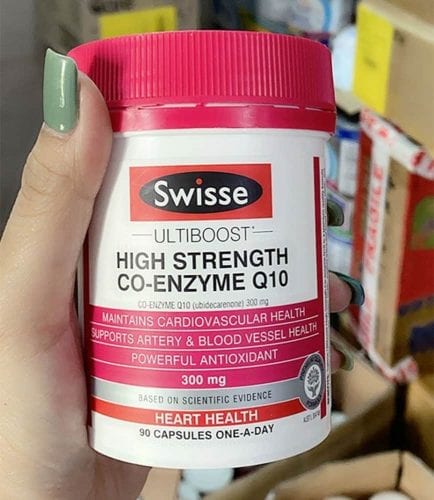 Swisse
ULTIBOOST
HIGH STRENGTH
CO-ENZYME Q10
CO-ENZYME Q10 (ubidecarenone) 300 mg
MAINTAINS CARDIOVASCULAR HEALTH
SUPPORTS ARTERY & BLOOD VESSEL HEALTH
POWERFUL ANTIOXIDANT
300 mg
BASED ON SCIENTIFIC EVIDENCE
HEART HEALTH
90 CAPSULES ONE-A-DAY
FRAGILE